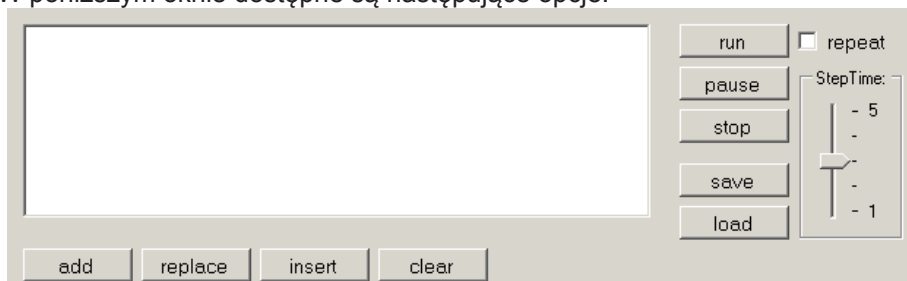 W poniższym oknie dostępne są następujące opcje:
run
repeat
pause
StepTime:
- 5
-
stop
-
save
-
load
- 1
add
replace
insert
clear